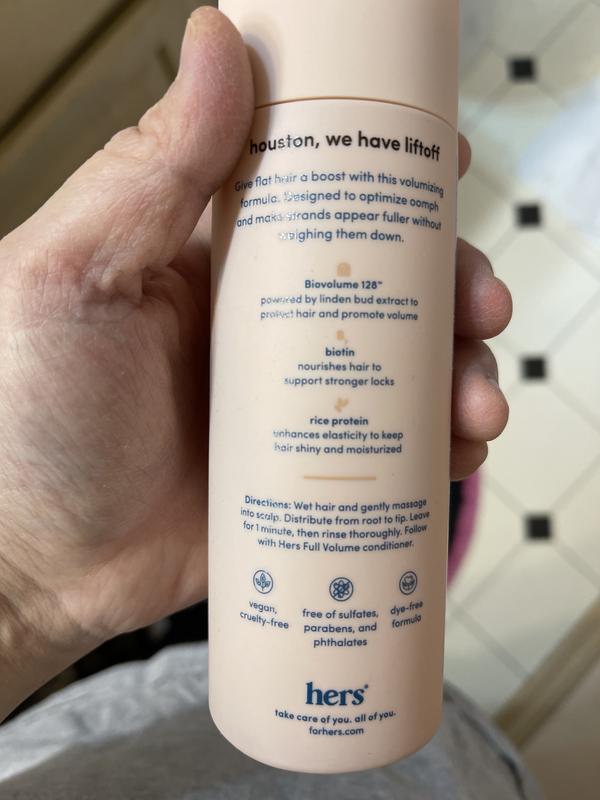 houston, we have liftoff
Give flat hair a boost with this volumizing
formula. Designed to optimize oomph
and make strands appear fuller without
weighing them down.
Biovolume 128™
powered by linden bud extract to
protect hair and promote volume
biotin
nourishes hair to
support stronger locks
rice protein
enhances elasticity to keep
hair shiny and moisturized
Directions: Wet hair and gently massage
into scalp. Distribute from root to tip. Leave
for 1 minute, then rinse thoroughly. Follow
with Hers Full Volume conditioner.
vegan,
cruelty-free
free of sulfates,
parabens, and
phthalates
dye-free
formula
hers
take care of you. all of you.
forhers.com